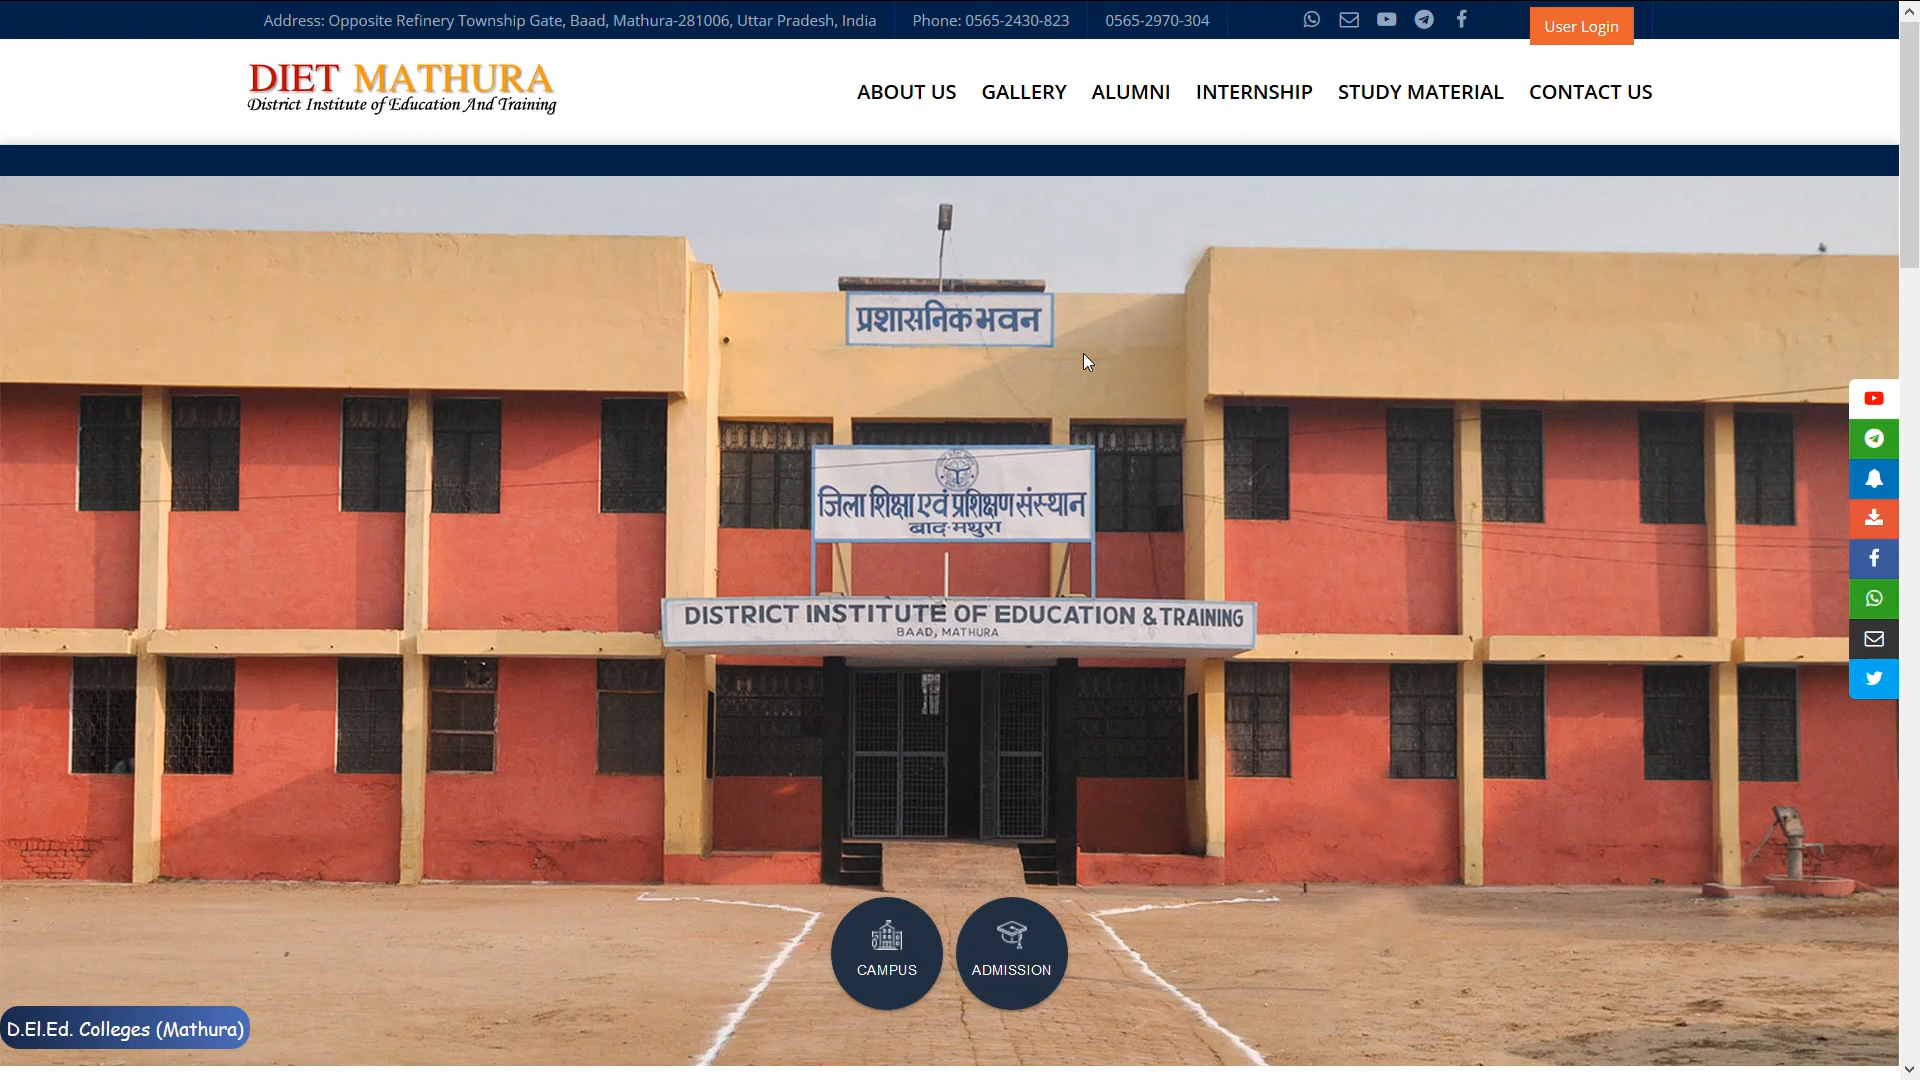 Address: Opposite Refinery Township Gate, Baad, Mathura-281006, Uttar Pradesh, India
Phone: 0565-2430-823
0565-2970-304
User Login
DIET MATHURA
District Institute of Education And Training
ABOUT US
GALLERY
ALUMNI
INTERNSHIP
STUDY MATERIAL
CONTACT US
प्रशासनिक भवन
जिला शिक्षा एवं प्रशिक्षण संस्थान
बाद-मथुरा
DISTRICT INSTITUTE OF EDUCATION & TRAINING
BAAD, MATHURA
CAMPUS
ADMISSION
D.El.Ed. Colleges (Mathura)